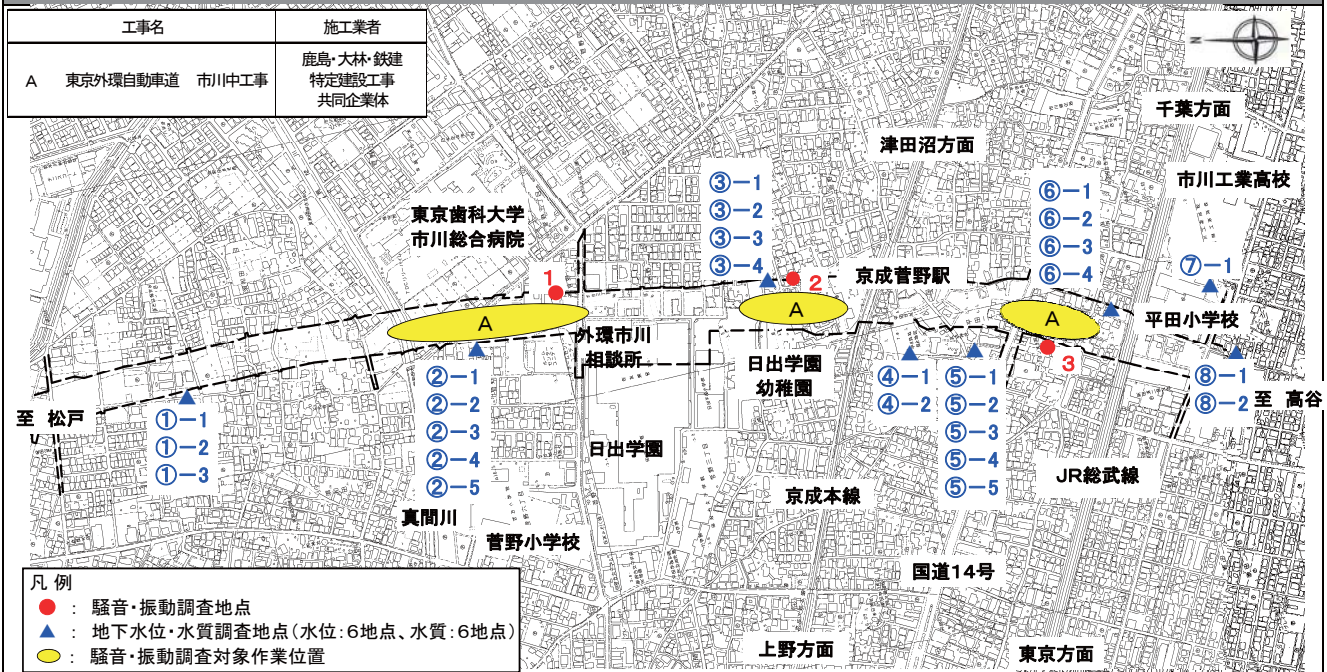 工事名 施工業者
A 東京外環自動車道 市川中工事
鹿島・大林・鉄建
特定建設工事
共同企業体
N
千葉方面
津田沼方面
市川工業高校
東京歯科大学
市川総合病院
③-1
③-2
③-3
③-4
⑥-1
⑥-2
⑥-3
⑥-4
⑦-1
1
2
京成菅野駅
A
A
A
平田小学校
外環市川
相談所
日出学園
幼稚園
3
至 松戸
①-1
①-2
①-3
②-1
②-2
②-3
②-4
②-5
④-1
④-2
⑤-1
⑤-2
⑤-3
⑤-4
⑤-5
⑧-1
⑧-2
至 高谷
日出学園
JR総武線
京成本線
真間川
菅野小学校
国道14号
上野方面
東京方面
凡 例
: 騒音・振動調査地点
: 地下水位・水質調査地点(水位:6地点、水質:6地点)
: 騒音・振動調査対象作業位置